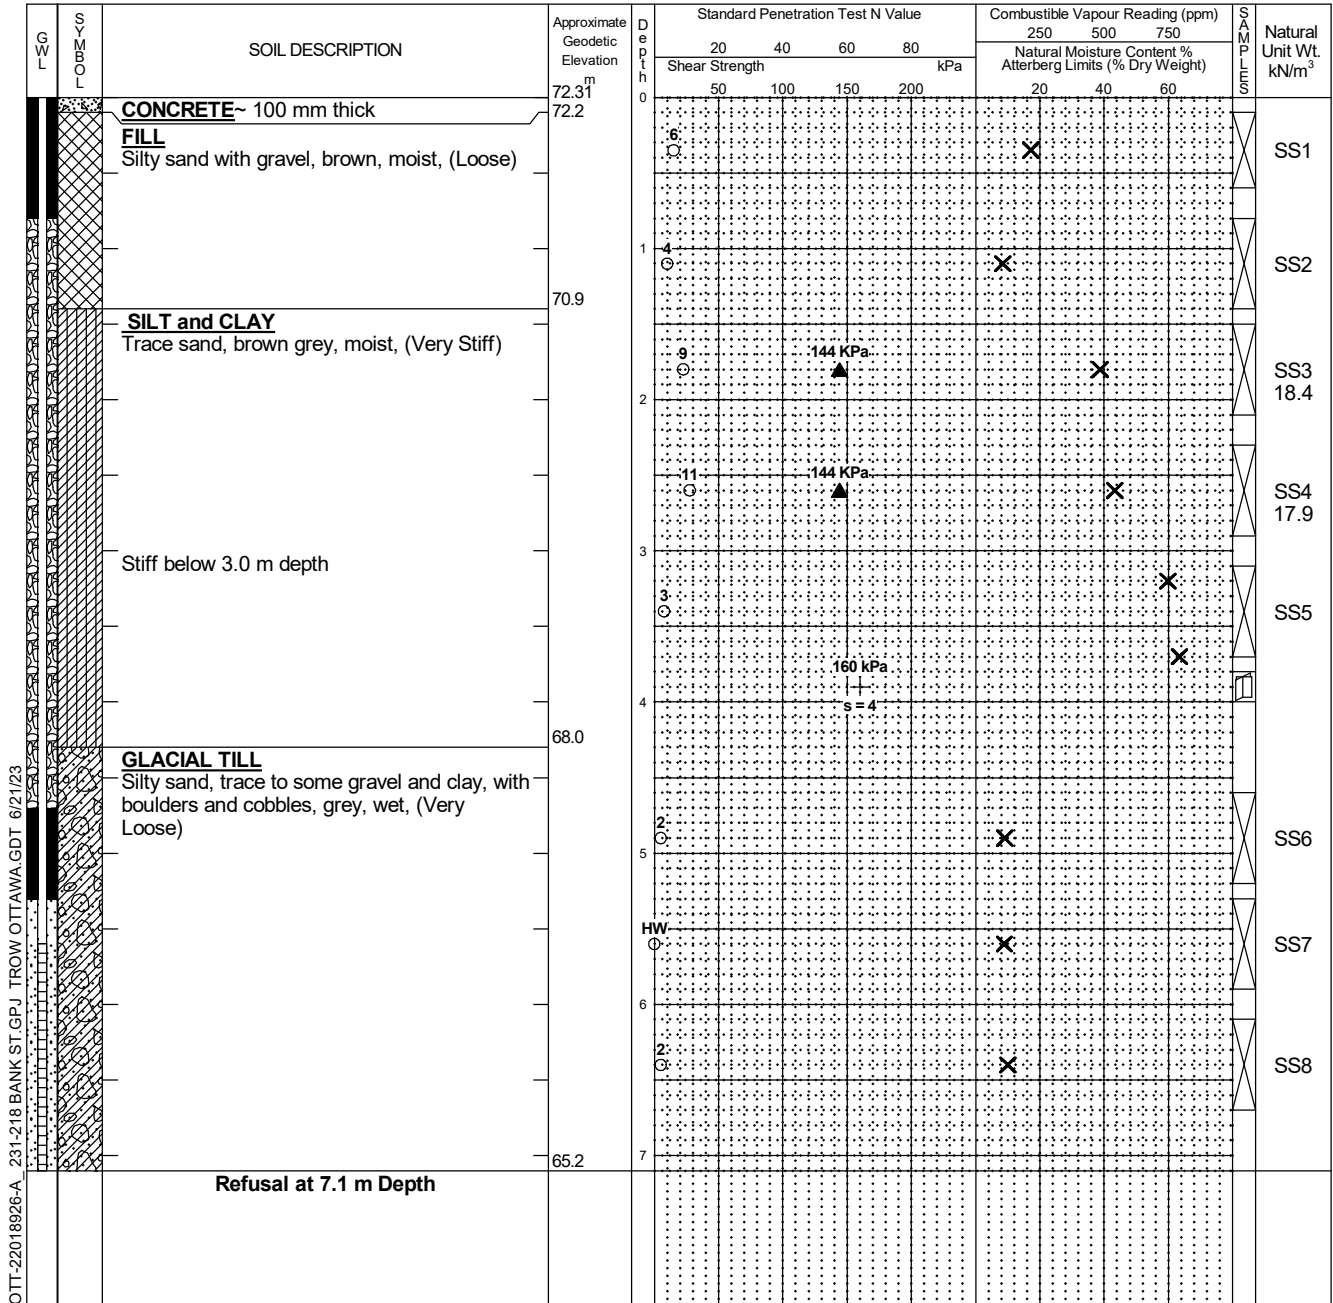 GWL
SYMBOL
SOIL DESCRIPTION
Approximate
Geodetic
Elevation
m
Depth
Standard Penetration Test N Value
20 40 60 80
Shear Strength kPa
50 100 150 200
Combustible Vapour Reading (ppm)
250 500 750
Natural Moisture Content %
Atterberg Limits (% Dry Weight)
20 40 60
SAMPLES
Natural
Unit Wt.
kN/m³
72.31
0
CONCRETE~ 100 mm thick
72.2
FILL
Silty sand with gravel, brown, moist, (Loose)
6
SS1
1
4
SS2
70.9
SILT and CLAY
Trace sand, brown grey, moist, (Very Stiff)
9
144 KPa
SS3
18.4
2
11
144 KPa
SS4
17.9
3
Stiff below 3.0 m depth
3
SS5
160 kPa
s = 4
4
68.0
GLACIAL TILL
Silty sand, trace to some gravel and clay, with
boulders and cobbles, grey, wet, (Very
Loose)
2
SS6
5
HW
SS7
6
2
SS8
7
65.2
Refusal at 7.1 m Depth
OTT-22018926-A_ 231-218 BANK ST.GPJ TROW OTTAWA.GDT 6/21/23